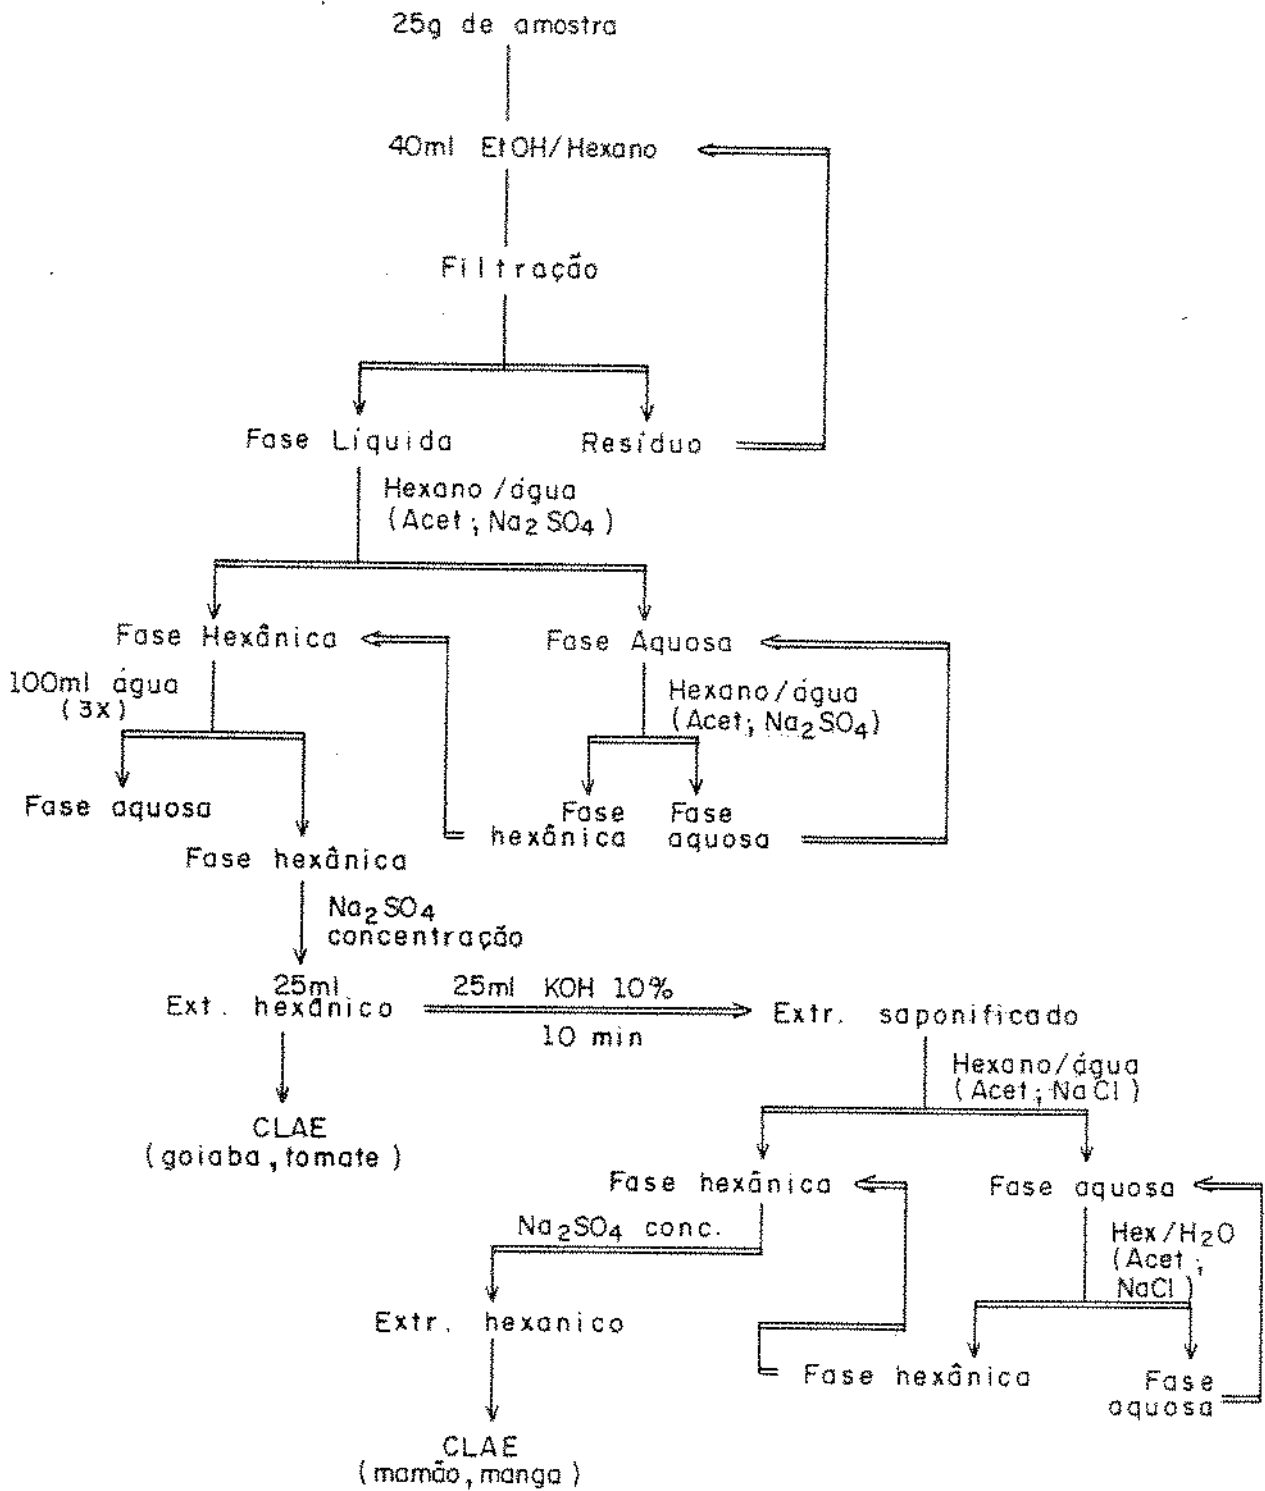 25g de amostra
40ml EtOH/Hexano
Filtração
Fase Líquida
Resíduo
Hexano/água
(Acet; Na₂SO₄)
Fase Hexânica
Fase Aquosa
100ml água
(3X)
Hexano/água
(Acet; Na₂SO₄)
Fase aquosa
Fase
hexânica
Fase
aquosa
Fase hexânica
Na₂SO₄
concentração
25ml
Ext. hexânico
25ml KOH 10%
10 min
Extr. saponificado
Hexano/água
(Acet; NaCl)
CLAE
(goiaba, tomate)
Fase hexânica
Fase aquosa
Na₂SO₄ conc.
Hex/H₂O
(Acet;
NaCl)
Extr. hexanico
Fase hexânica
Fase
aquosa
CLAE
(mamão, manga)